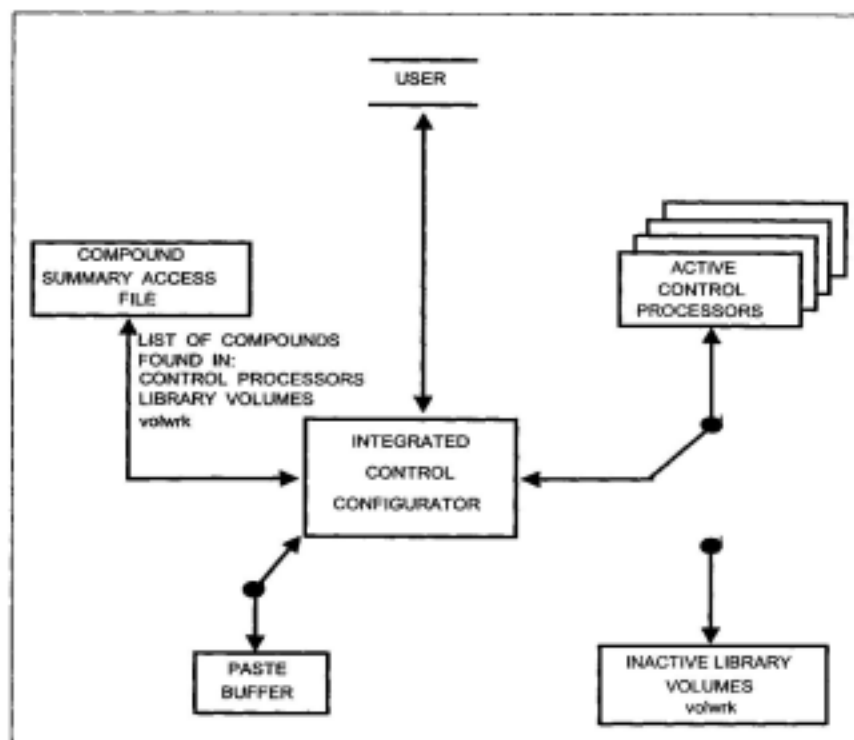 USER
COMPOUND
SUMMARY ACCESS
FILE
ACTIVE
CONTROL
PROCESSORS
LIST OF COMPOUNDS
FOUND IN:
CONTROL PROCESSORS
LIBRARY VOLUMES
volwrk
INTEGRATED
CONTROL
CONFIGURATOR
PASTE
BUFFER
INACTIVE LIBRARY
VOLUMES
volwrk